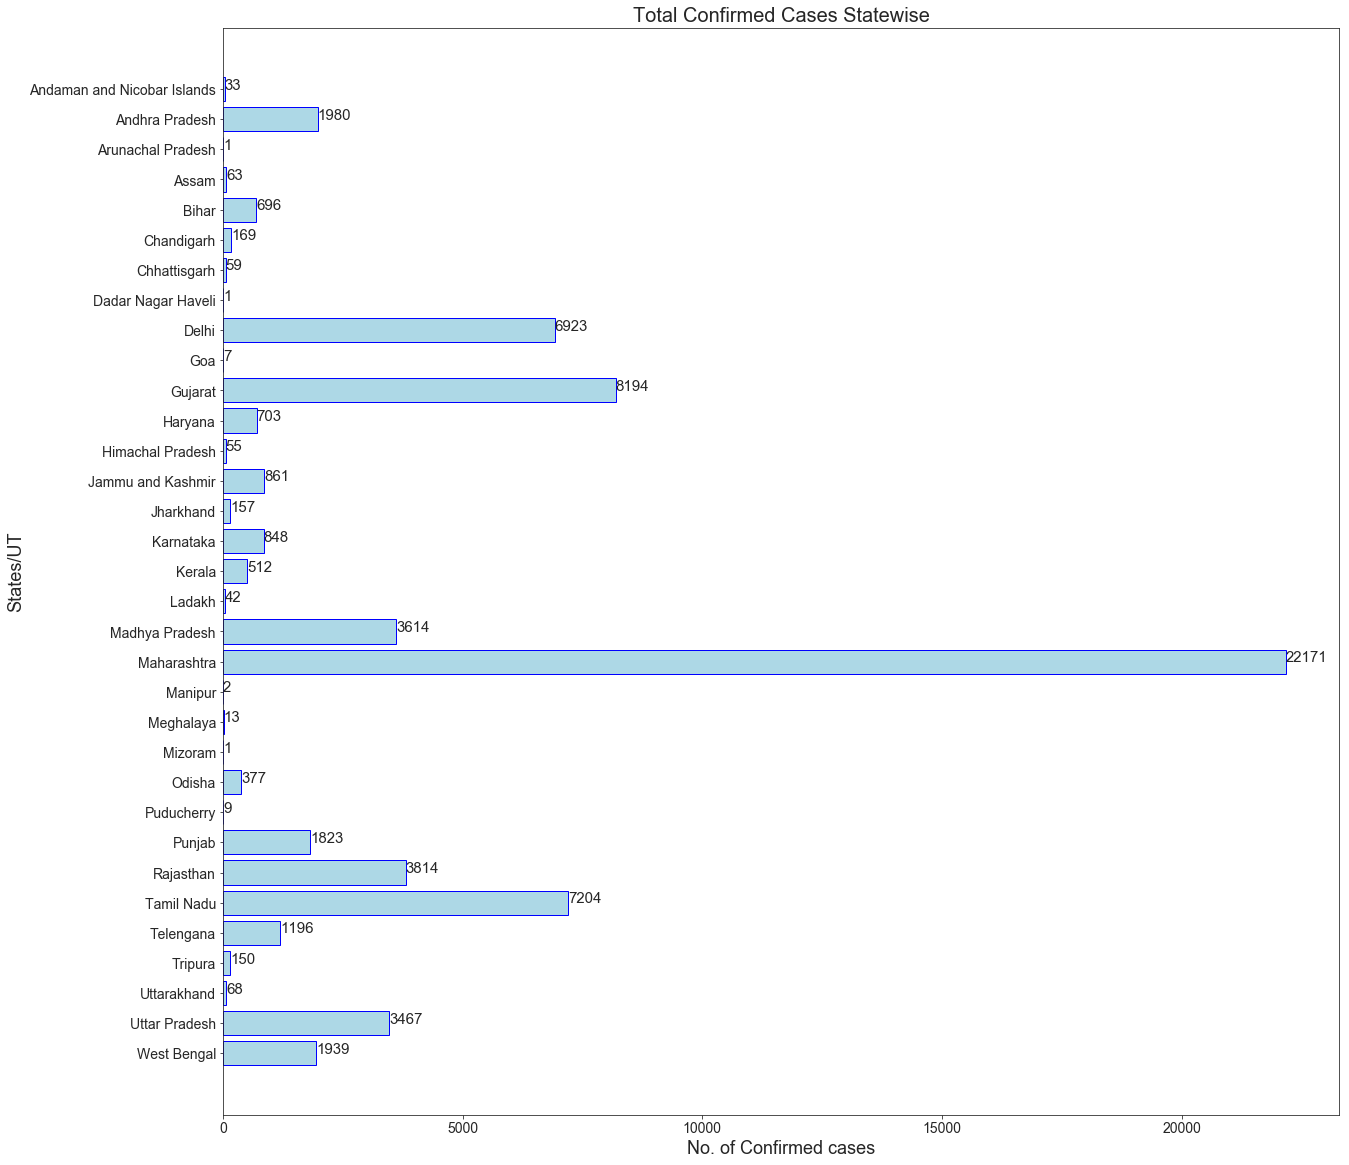 Total Confirmed Cases Statewise
Andaman and Nicobar Islands 33
Andhra Pradesh 1980
Arunachal Pradesh 1
Assam 63
Bihar 696
Chandigarh 169
Chhattisgarh 59
Dadar Nagar Haveli 1
Delhi 6923
Goa 7
Gujarat 8194
Haryana 703
Himachal Pradesh 55
Jammu and Kashmir 861
Jharkhand 157
Karnataka 848
Kerala 512
Ladakh 42
Madhya Pradesh 3614
Maharashtra 22171
Manipur 2
Meghalaya 13
Mizoram 1
Odisha 377
Puducherry 9
Punjab 1823
Rajasthan 3814
Tamil Nadu 7204
Telengana 1196
Tripura 150
Uttarakhand 68
Uttar Pradesh 3467
West Bengal 1939
States/UT
0 5000 10000 15000 20000
No. of Confirmed cases